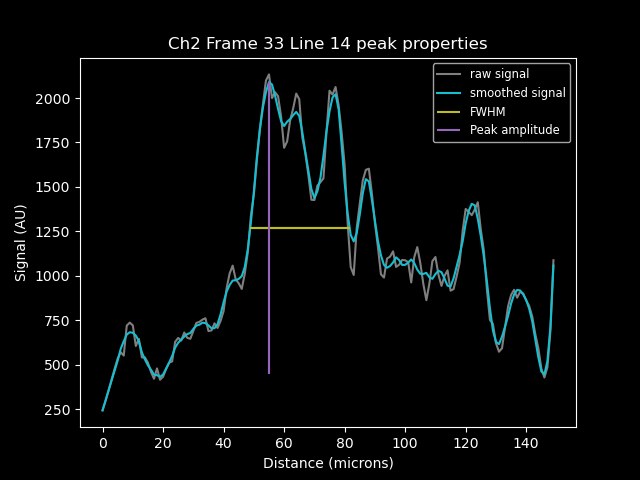 Ch2 Frame 33 Line 14 peak properties
raw signal
smoothed signal
FWHM
Peak amplitude
Signal (AU)
2000
1750
1500
1250
1000
750
500
250
0 20 40 60 80 100 120 140
Distance (microns)